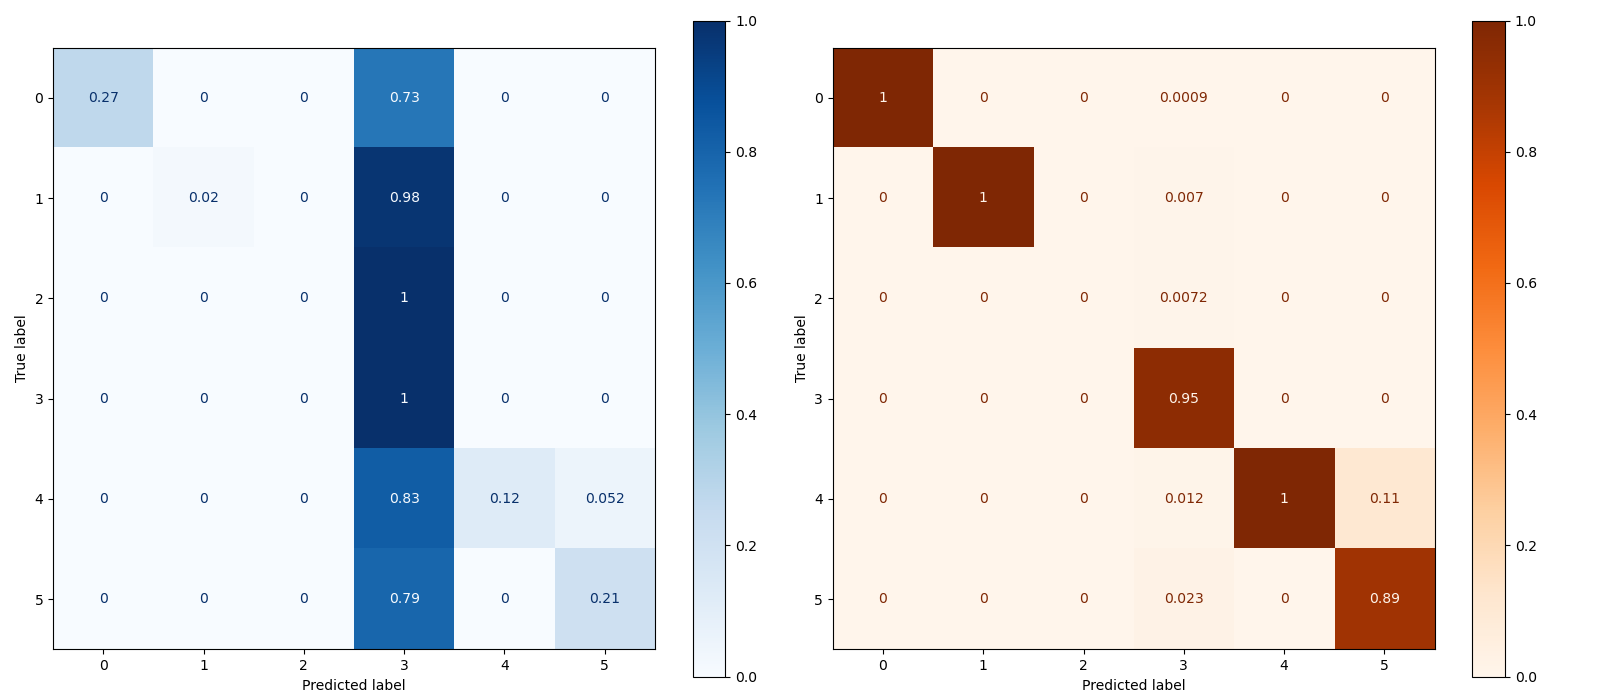 1.0 1.0
0 0.27 0 0 0.73 0 0 0 1 0 0 0.0009 0 0
0.8 0.8
1 0 0.02 0 0.98 0 0 1 0 1 0 0.007 0 0
0.6 0.6
2 0 0 0 1 0 0 2 0 0 0 0.0072 0 0
True label True label
3 0 0 0 1 0 0 3 0 0 0 0.95 0 0
0.4 0.4
4 0 0 0 0.83 0.12 0.052 4 0 0 0 0.012 1 0.11
0.2 0.2
5 0 0 0 0.79 0 0.21 5 0 0 0 0.023 0 0.89
0 1 2 3 4 5 0 1 2 3 4 5
0.0 0.0
Predicted label Predicted label